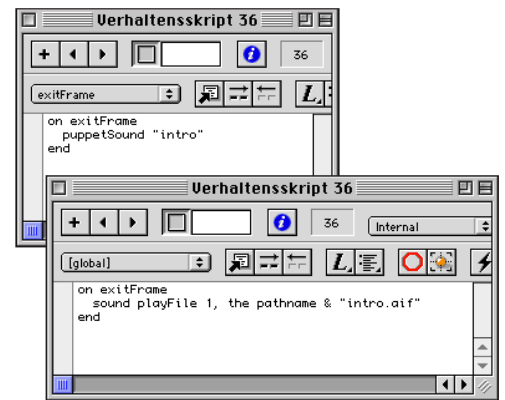 Verhaltensskript 36
36
exitFrame
L
on exitFrame
puppetSound "intro"
end
Verhaltensskript 36
36
Internal
[global]
L
on exitFrame
sound playFile 1, the pathname & "intro.aif"
end